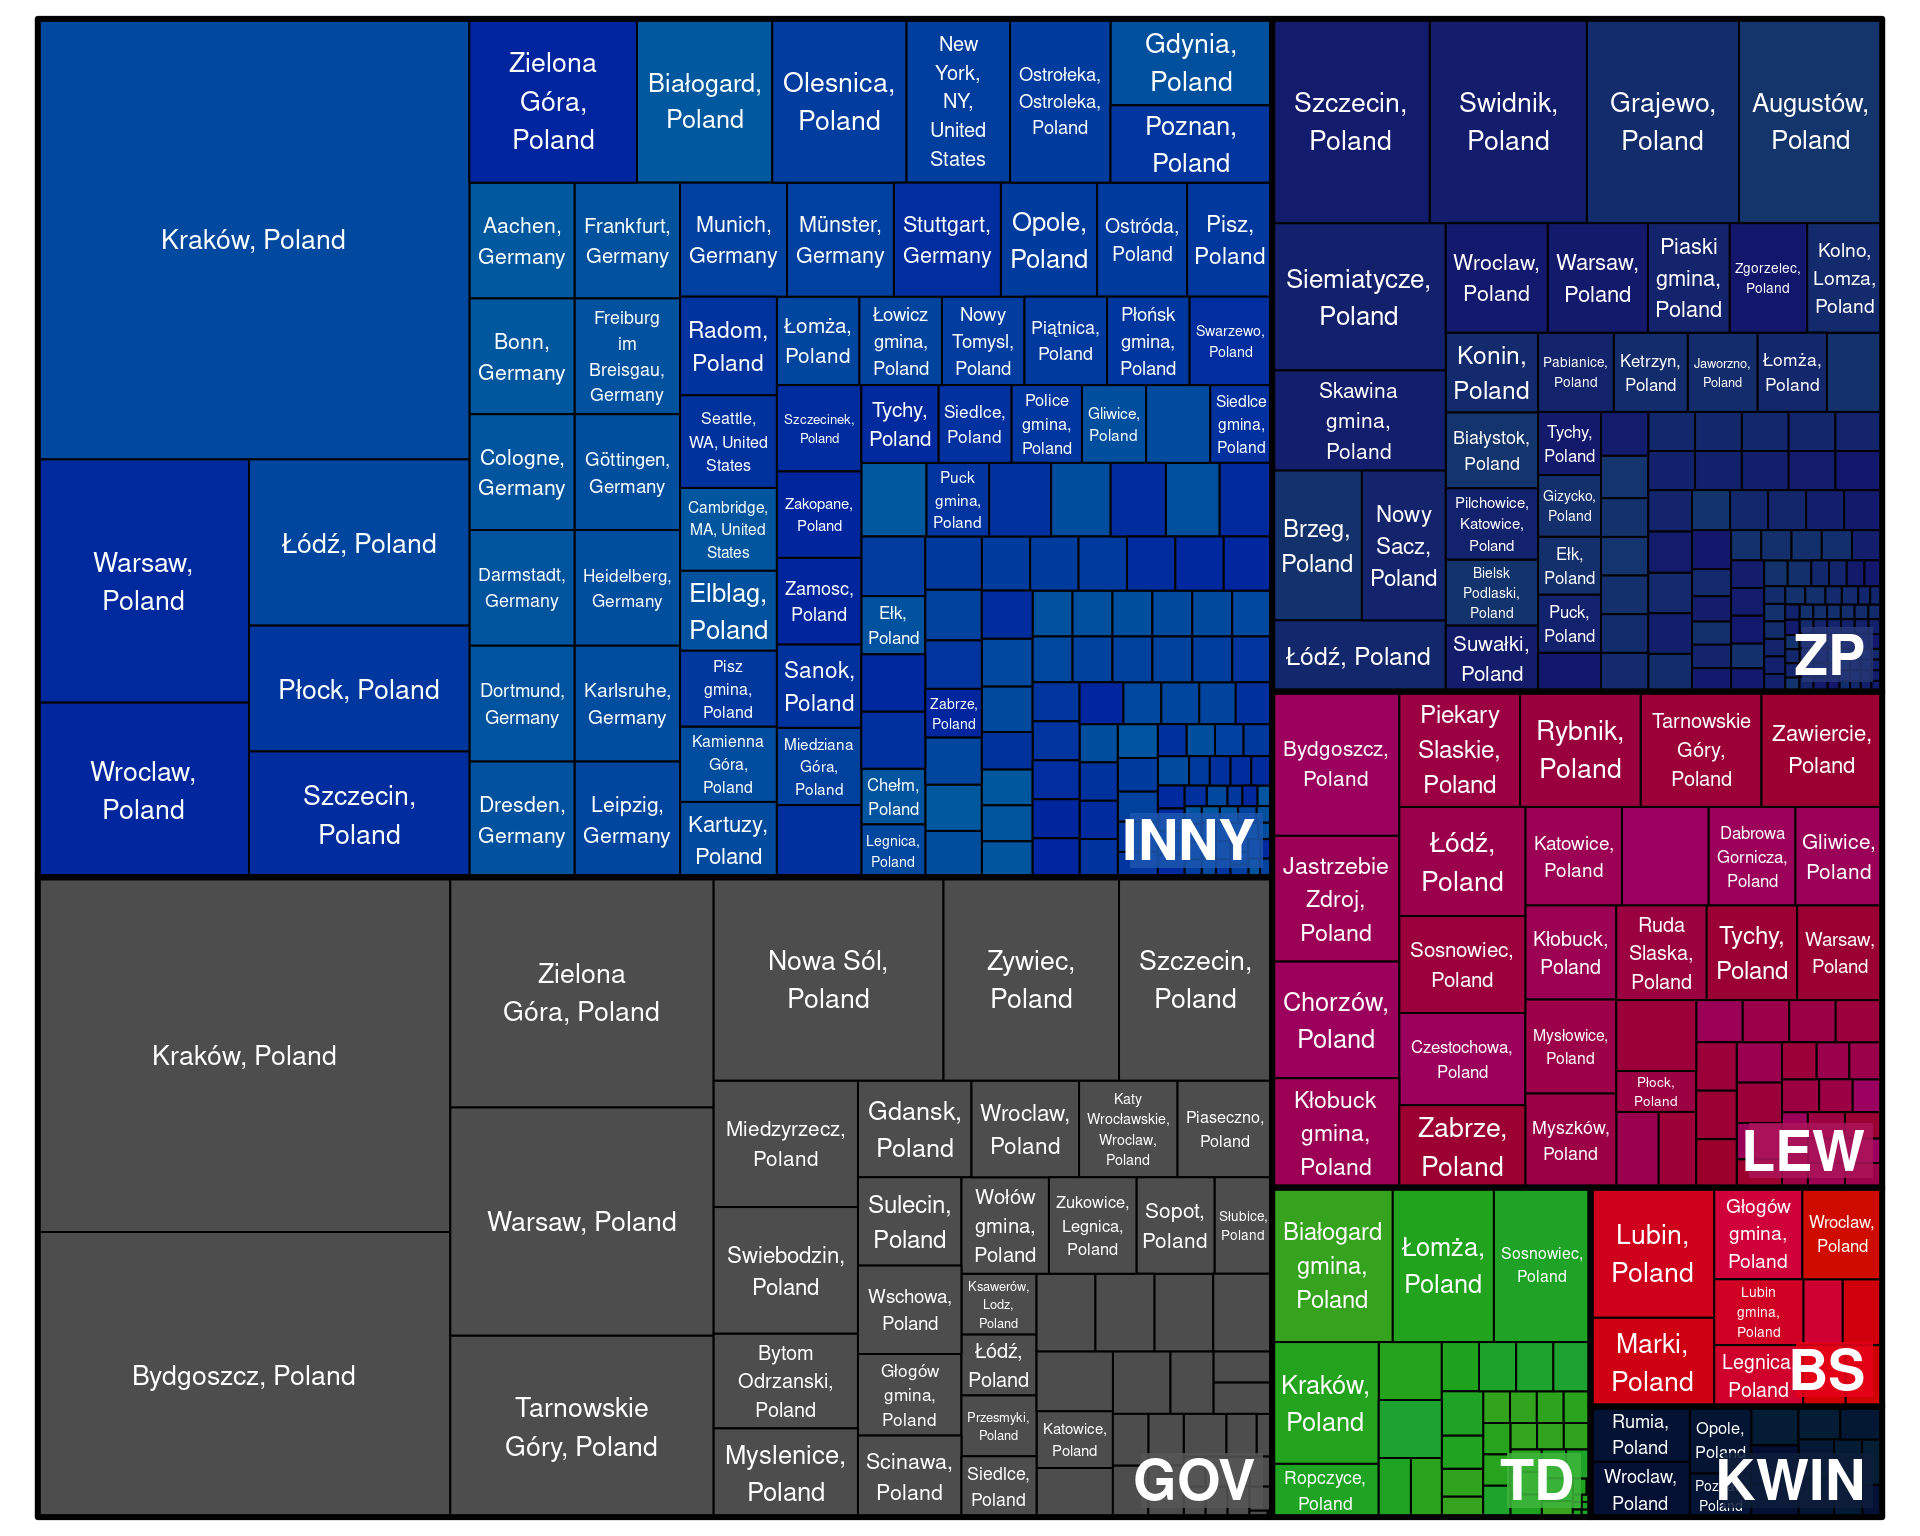 Kraków, Poland
Warsaw,
Poland
Wroclaw,
Poland
Łódź, Poland
Płock, Poland
Szczecin,
Poland
Zielona
Góra,
Poland
Białogard,
Poland
Olesnica,
Poland
New
York,
NY,
United
States
Ostrołeka,
Ostroleka,
Poland
Gdynia,
Poland
Poznan,
Poland
Aachen,
Germany
Bonn,
Germany
Cologne,
Germany
Darmstadt,
Germany
Dortmund,
Germany
Dresden,
Germany
Frankfurt,
Germany
Freiburg
im
Breisgau,
Germany
Göttingen,
Germany
Heidelberg,
Germany
Karlsruhe,
Germany
Leipzig,
Germany
Munich,
Germany
Münster,
Germany
Stuttgart,
Germany
Opole,
Poland
Ostróda,
Poland
Pisz,
Poland
Radom,
Poland
Seattle,
WA, United
States
Cambridge,
MA, United
States
Elblag,
Poland
Pisz
gmina,
Poland
Kamienna
Góra,
Poland
Kartuzy,
Poland
Łomża,
Poland
Łowicz
gmina,
Poland
Nowy
Tomysl,
Poland
Piątnica,
Poland
Płońsk
gmina,
Poland
Swarzewo,
Poland
Szczecinek,
Poland
Zakopane,
Poland
Zamosc,
Poland
Sanok,
Poland
Miedziana
Góra,
Poland
Tychy,
Poland
Siedlce,
Poland
Police
gmina,
Poland
Gliwice,
Poland
Siedlce
gmina,
Poland
Puck
gmina,
Poland
Ełk,
Poland
Zabrze,
Poland
Chełm,
Poland
Legnica,
Poland
INNY
Szczecin,
Poland
Swidnik,
Poland
Grajewo,
Poland
Augustów,
Poland
Siemiatycze,
Poland
Skawina
gmina,
Poland
Brzeg,
Poland
Nowy
Sacz,
Poland
Łódź, Poland
Wroclaw,
Poland
Warsaw,
Poland
Piaski
gmina,
Poland
Zgorzelec,
Poland
Kolno,
Lomza,
Poland
Konin,
Poland
Pabianice,
Poland
Ketrzyn,
Poland
Jaworzno,
Poland
Łomża,
Poland
Białystok,
Poland
Tychy,
Poland
Pilchowice,
Katowice,
Poland
Gizycko,
Poland
Ełk,
Poland
Bielsk
Podlaski,
Poland
Puck,
Poland
Suwałki,
Poland
ZP
Kraków, Poland
Bydgoszcz, Poland
Zielona
Góra, Poland
Warsaw, Poland
Tarnowskie
Góry, Poland
Nowa Sól,
Poland
Zywiec,
Poland
Szczecin,
Poland
Miedzyrzecz,
Poland
Swiebodzin,
Poland
Bytom
Odrzanski,
Poland
Myslenice,
Poland
Gdansk,
Poland
Wroclaw,
Poland
Katy
Wrocławskie,
Wroclaw,
Poland
Piaseczno,
Poland
Sulecin,
Poland
Wschowa,
Poland
Głogów
gmina,
Poland
Scinawa,
Poland
Wołów
gmina,
Poland
Zukowice,
Legnica,
Poland
Sopot,
Poland
Słubice,
Poland
Ksawerów,
Lodz,
Poland
Łódź,
Poland
Przesmyki,
Poland
Siedlce,
Poland
Katowice,
Poland
GOV
Bydgoszcz,
Poland
Jastrzebie
Zdroj,
Poland
Chorzów,
Poland
Kłobuck
gmina,
Poland
Piekary
Slaskie,
Poland
Rybnik,
Poland
Tarnowskie
Góry,
Poland
Zawiercie,
Poland
Łódź,
Poland
Sosnowiec,
Poland
Czestochowa,
Poland
Zabrze,
Poland
Katowice,
Poland
Dabrowa
Gornicza,
Poland
Gliwice,
Poland
Kłobuck,
Poland
Ruda
Slaska,
Poland
Tychy,
Poland
Warsaw,
Poland
Mysłowice,
Poland
Myszków,
Poland
Płock,
Poland
LEW
Białogard
gmina,
Poland
Łomża,
Poland
Sosnowiec,
Poland
Kraków,
Poland
Ropczyce,
Poland
TD
Lubin,
Poland
Marki,
Poland
Głogów
gmina,
Poland
Wroclaw,
Poland
Lubin
gmina,
Poland
Legnica
Poland
BS
Rumia,
Poland
Wroclaw,
Poland
Opole,
Poland
Poland
KWIN